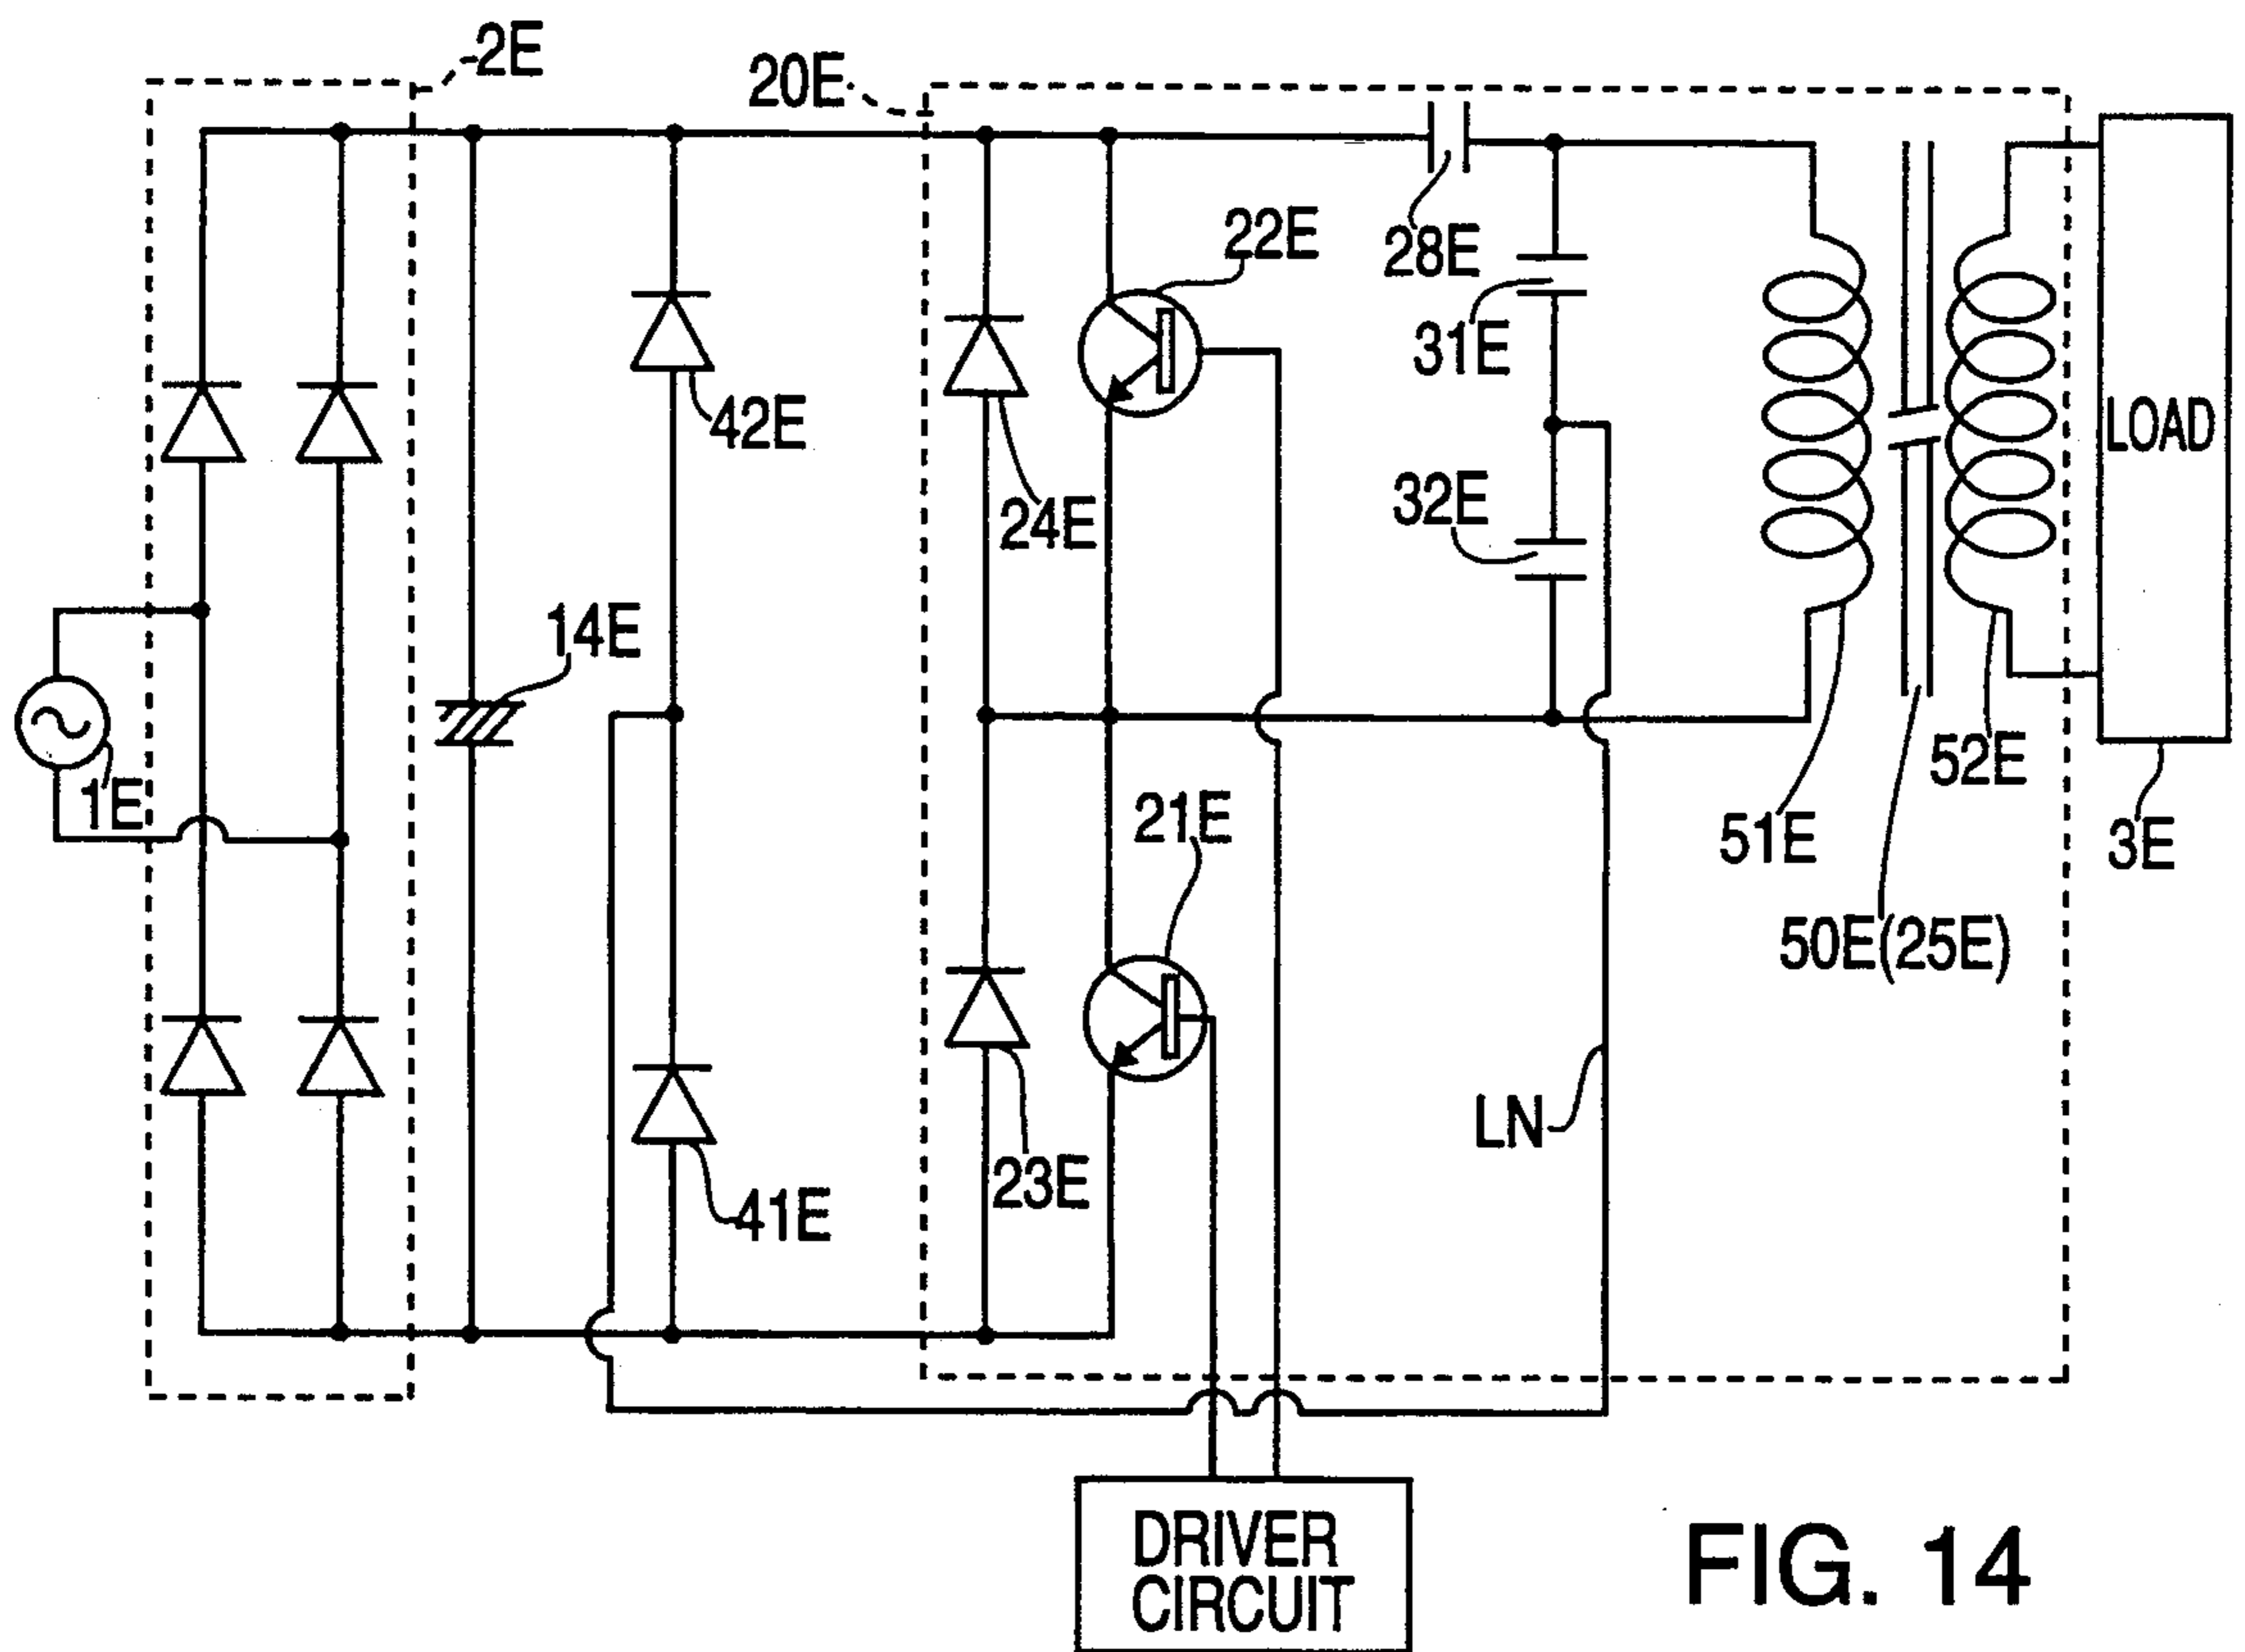 2E
20E
22E
28E
31E
42E
LOAD
24E
32E
14E
1E
52E
21E
51E
3E
50E(25E)
LN
23E
41E
DRIVER
CIRCUIT
FIG. 14